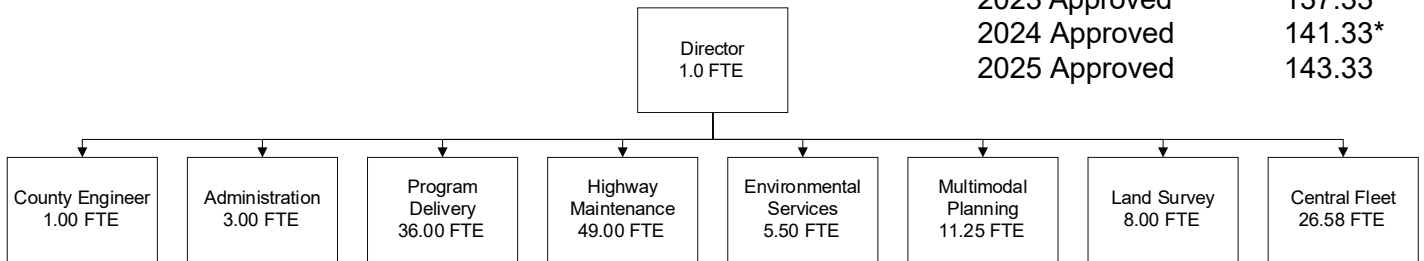 Approved
2024 Approved 141.33*
2025 Approved 143.33
Director
1.0 FTE
County Engineer
1.00 FTE
Administration
3.00 FTE
Program
Delivery
36.00 FTE
Highway
Maintenance
49.00 FTE
Environmental
Services
5.50 FTE
Multimodal
Planning
11.25 FTE
Land Survey
8.00 FTE
Central Fleet
26.58 FTE